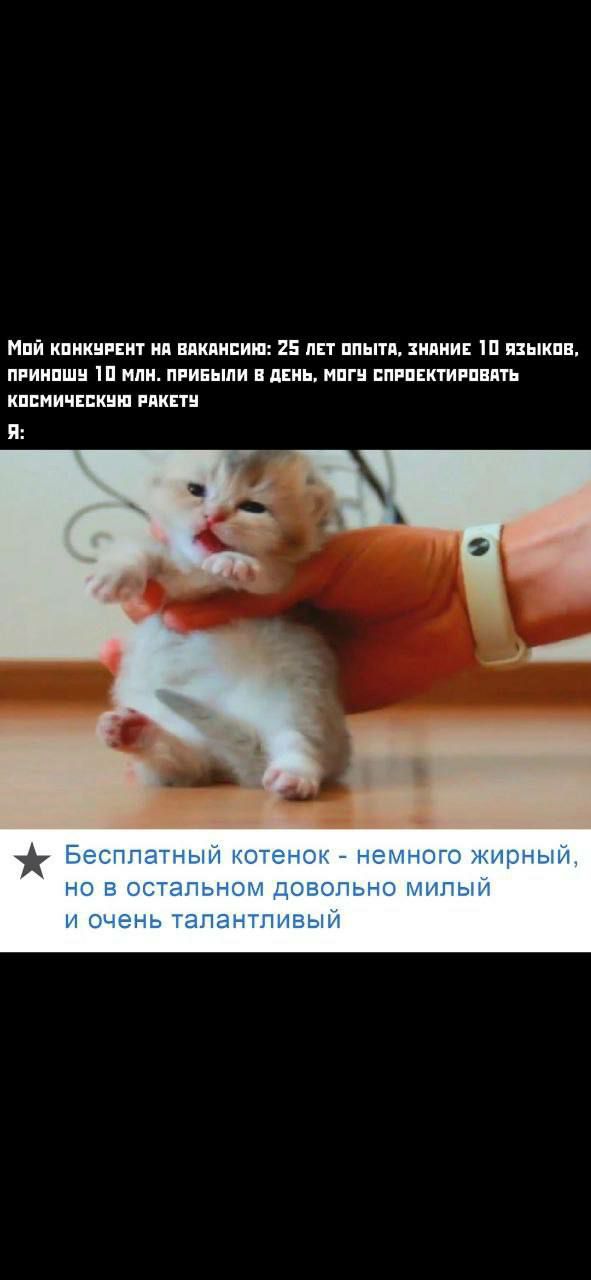 Мой конкурент на вакансию: 25 лет опыта, знание 10 языков,
приношу 10 млн. прибыли в день, могу спроектировать
космическую ракету
Я:
Бесплатный котенок - немного жирный,
но в остальном довольно милый
и очень талантливый